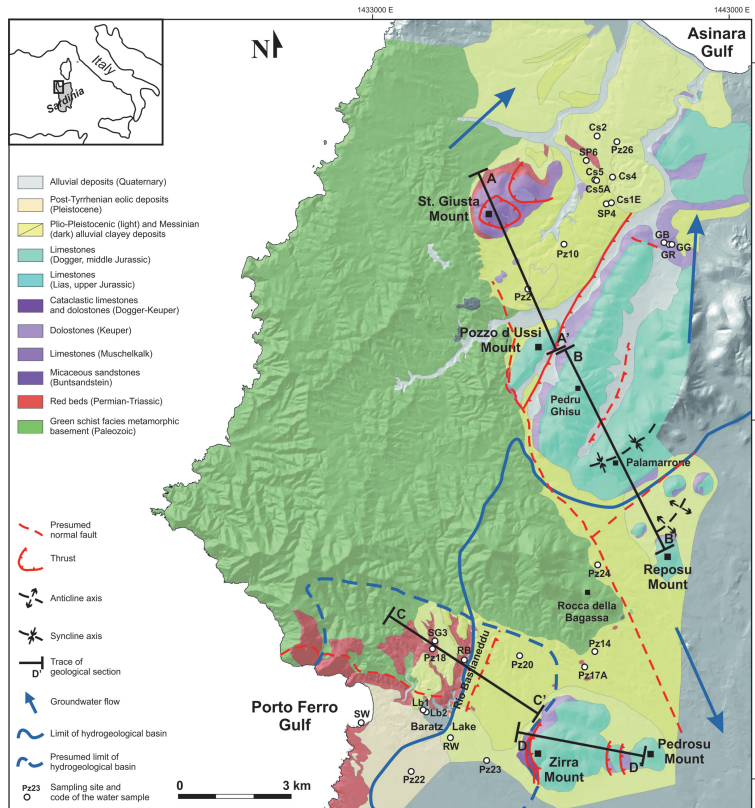 1433000 E
1443000 E
Asinara
Gulf
Italy
Sardinia
N
Cs2
Pz26
SP6
Cs5
Cs4
Cs5A
Cs1E
SP4
A
St. Giusta
Mount
GB
GG
GR
Pz10
Pz2
Pozzo d'Ussi
Mount
A'
B
Pedru
Ghisu
Palamarrone
B'
Reposu
Mount
Pz24
Rocca della
Bagassa
C
SG3
Pz18
RB
Rio Bastianeddu
Pz20
Pz14
Pz17A
Porto Ferro
Gulf
SW
Lb1
Lb2
Baratz
Lake
RW
C'
D
Zirra
Mount
D'
Pedrosu
Mount
Pz22
Pz23
0
3 km
Alluvial deposits (Quaternary)
Post-Tyrrhenian eolic deposits
(Pleistocene)
Plio-Pleistocenic (light) and Messinian
(dark) alluvial clayey deposits
Limestones
(Dogger, middle Jurassic)
Limestones
(Lias, upper Jurassic)
Cataclastic limestones
and dolostones (Dogger-Keuper)
Dolostones (Keuper)
Limestones (Muschelkalk)
Micaceous sandstones
(Buntsandstein)
Red beds (Permian-Triassic)
Green schist facies metamorphic
basement (Paleozoic)
Presumed
normal fault
Thrust
Anticline axis
Syncline axis
Trace of
geological section
D'
Groundwater flow
Limit of hydrogeological basin
Presumed limit of
hydrogeological basin
Pz23
Sampling site and
code of the water sample